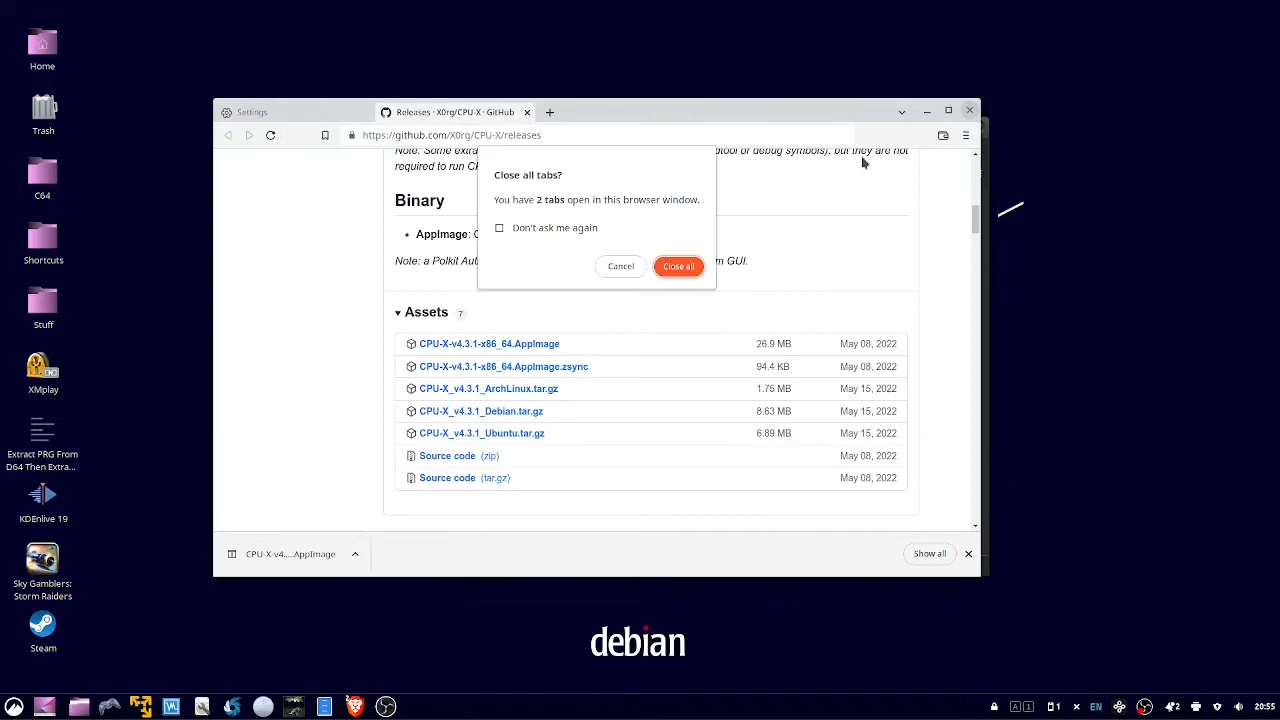 Home
Trash
C64
Shortcuts
Stuff
XMplay
Extract PRG From
D64 Then Extra...
KDEnlive 19
Sky Gamblers:
Storm Raiders
Steam
Settings
Releases · X0rg/CPU-X · GitHub
https://github.com/X0rg/CPU-X/releases
Note: Some extra
tool or debug symbols), but they are not
required to run CP
Close all tabs?
You have 2 tabs open in this browser window.
Don't ask me again
Cancel
Close all
Binary
AppImage: C
Note: a Polkit Aut
m GUI.
Assets 7
CPU-X-v4.3.1-x86_64.AppImage 26.9 MB May 08, 2022
CPU-X-v4.3.1-x86_64.AppImage.zsync 94.4 KB May 08, 2022
CPU-X_v4.3.1_ArchLinux.tar.gz 1.75 MB May 15, 2022
CPU-X_v4.3.1_Debian.tar.gz 8.63 MB May 15, 2022
CPU-X_v4.3.1_Ubuntu.tar.gz 6.89 MB May 15, 2022
Source code (zip) May 08, 2022
Source code (tar.gz) May 08, 2022
CPU-X-v4....AppImage
Show all
debian
2
A 1 1 EN 2 20:55